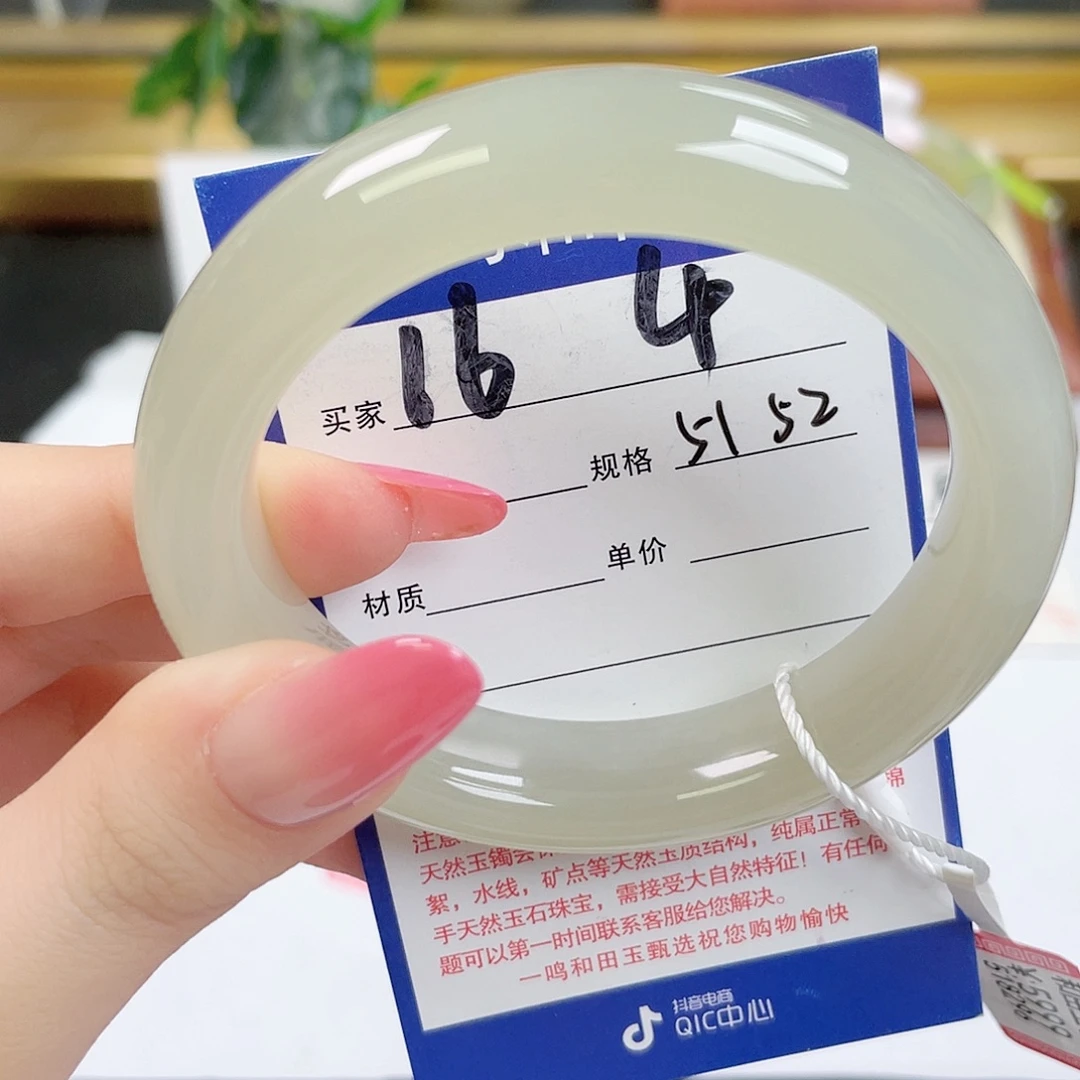 买家 16 4
规格 51 52
材质 单价
注意
天然玉镯会
絮，水线，矿点等天然玉质结构，纯属正常
手天然玉石珠宝，需接受大自然特征！有任何
题可以第一时间联系客服给您解决。
一鸣和田玉甄选祝您购物愉快
抖音电商
QIC中心